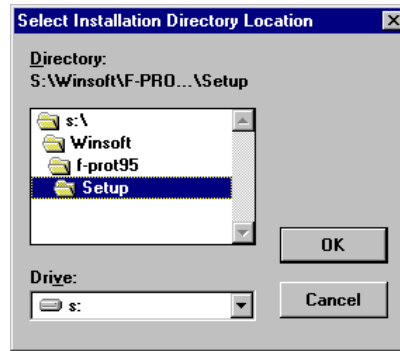 Select Installation Directory Location
Directory:
S:\Winsoft\F-PRO...\Setup
s:\
Winsoft
f-prot95
Setup
OK
Drive:
s:
Cancel